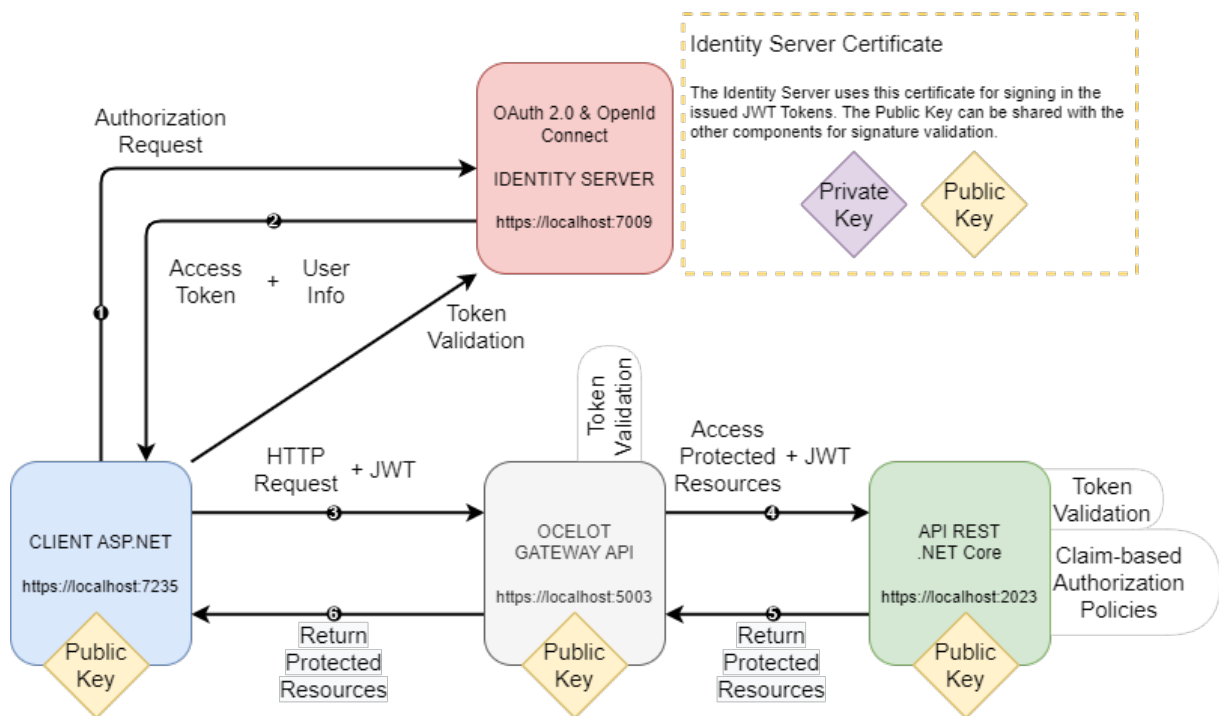 Identity Server Certificate
The Identity Server uses this certificate for signing in the
issued JWT Tokens. The Public Key can be shared with the
other components for signature validation.
Private
Key
Public
Key
OAuth 2.0 & OpenId
Connect
IDENTITY SERVER
https://localhost:7009
Authorization
Request
1
2
Access
Token
+
User
Info
Token
Validation
Token
Validation
HTTP
Request
+ JWT
3
Access
Protected
Resources
+ JWT
4
CLIENT ASP.NET
https://localhost:7235
Public
Key
OCELOT
GATEWAY API
https://localhost:5003
Public
Key
API REST
.NET Core
https://localhost:2023
Public
Key
Token
Validation
Claim-based
Authorization
Policies
6
Return
Protected
Resources
5
Return
Protected
Resources